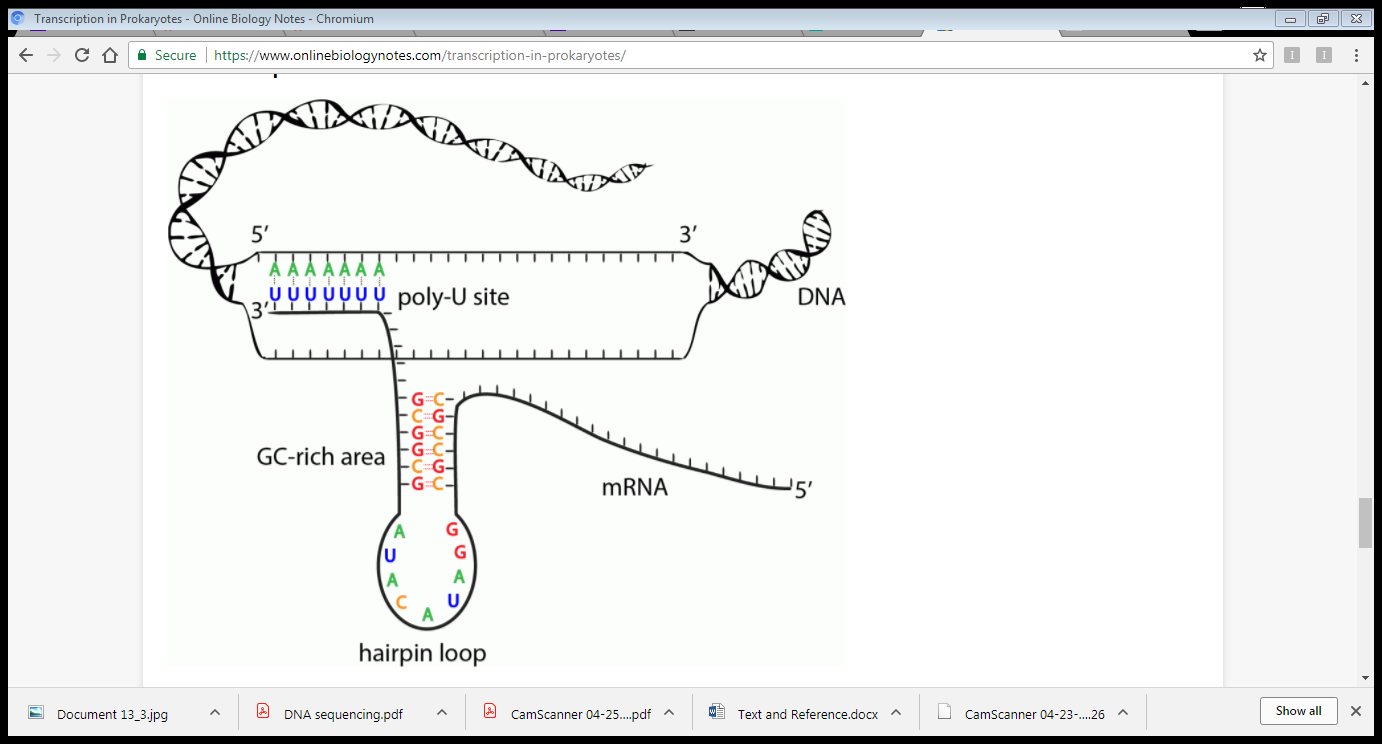 Transcription in Prokaryotes - Online Biology Notes - Chromium
Secure https://www.onlinebiologynotes.com/transcription-in-prokaryotes/
5′ 3′
A A A A A A A
U U U U U U U poly-U site
DNA
3′
G C
C G
G C
GC-rich area
G C
C G
G C
mRNA
5′
A G
U G
A A
C U
A
hairpin loop
Document 13_3.jpg
DNA sequencing.pdf
CamScanner 04-25....pdf
Text and Reference.docx
CamScanner 04-23-....26
Show all